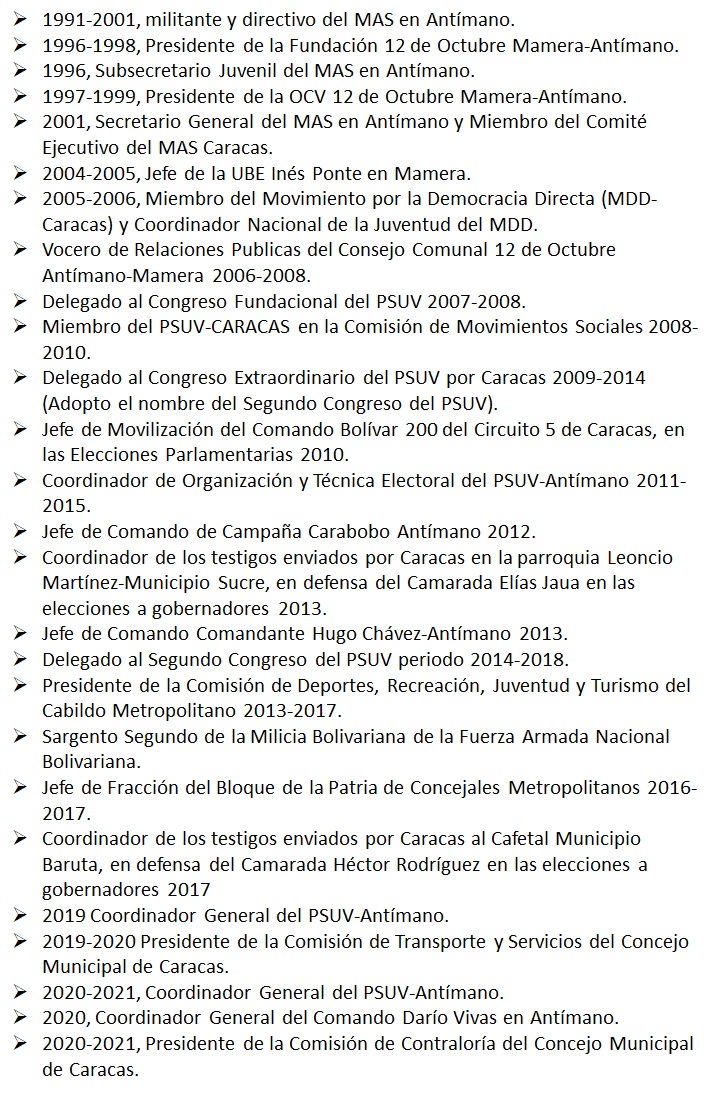 ➢ 1991-2001, militante y directivo del MAS en Antímano.
➢ 1996-1998, Presidente de la Fundación 12 de Octubre Mamera-Antímano.
➢ 1996, Subsecretario Juvenil del MAS en Antímano.
➢ 1997-1999, Presidente de la OCV 12 de Octubre Mamera-Antímano.
➢ 2001, Secretario General del MAS en Antímano y Miembro del Comité
Ejecutivo del MAS Caracas.
➢ 2004-2005, Jefe de la UBE Inés Ponte en Mamera.
➢ 2005-2006, Miembro del Movimiento por la Democracia Directa (MDD-
Caracas) y Coordinador Nacional de la Juventud del MDD.
➢ Vocero de Relaciones Publicas del Consejo Comunal 12 de Octubre
Antímano-Mamera 2006-2008.
➢ Delegado al Congreso Fundacional del PSUV 2007-2008.
➢ Miembro del PSUV-CARACAS en la Comisión de Movimientos Sociales 2008-
2010.
➢ Delegado al Congreso Extraordinario del PSUV por Caracas 2009-2014
(Adopto el nombre del Segundo Congreso del PSUV).
➢ Jefe de Movilización del Comando Bolívar 200 del Circuito 5 de Caracas, en
las Elecciones Parlamentarias 2010.
➢ Coordinador de Organización y Técnica Electoral del PSUV-Antímano 2011-
2015.
➢ Jefe de Comando de Campaña Carabobo Antímano 2012.
➢ Coordinador de los testigos enviados por Caracas en la parroquia Leoncio
Martínez-Municipio Sucre, en defensa del Camarada Elías Jaua en las
elecciones a gobernadores 2013.
➢ Jefe de Comando Comandante Hugo Chávez-Antímano 2013.
➢ Delegado al Segundo Congreso del PSUV periodo 2014-2018.
➢ Presidente de la Comisión de Deportes, Recreación, Juventud y Turismo del
Cabildo Metropolitano 2013-2017.
➢ Sargento Segundo de la Milicia Bolivariana de la Fuerza Armada Nacional
Bolivariana.
➢ Jefe de Fracción del Bloque de la Patria de Concejales Metropolitanos 2016-
2017.
➢ Coordinador de los testigos enviados por Caracas al Cafetal Municipio
Baruta, en defensa del Camarada Héctor Rodríguez en las elecciones a
gobernadores 2017
➢ 2019 Coordinador General del PSUV-Antímano.
➢ 2019-2020 Presidente de la Comisión de Transporte y Servicios del Concejo
Municipal de Caracas.
➢ 2020-2021, Coordinador General del PSUV-Antímano.
➢ 2020, Coordinador General del Comando Darío Vivas en Antímano.
➢ 2020-2021, Presidente de la Comisión de Contraloría del Concejo Municipal
de Caracas.